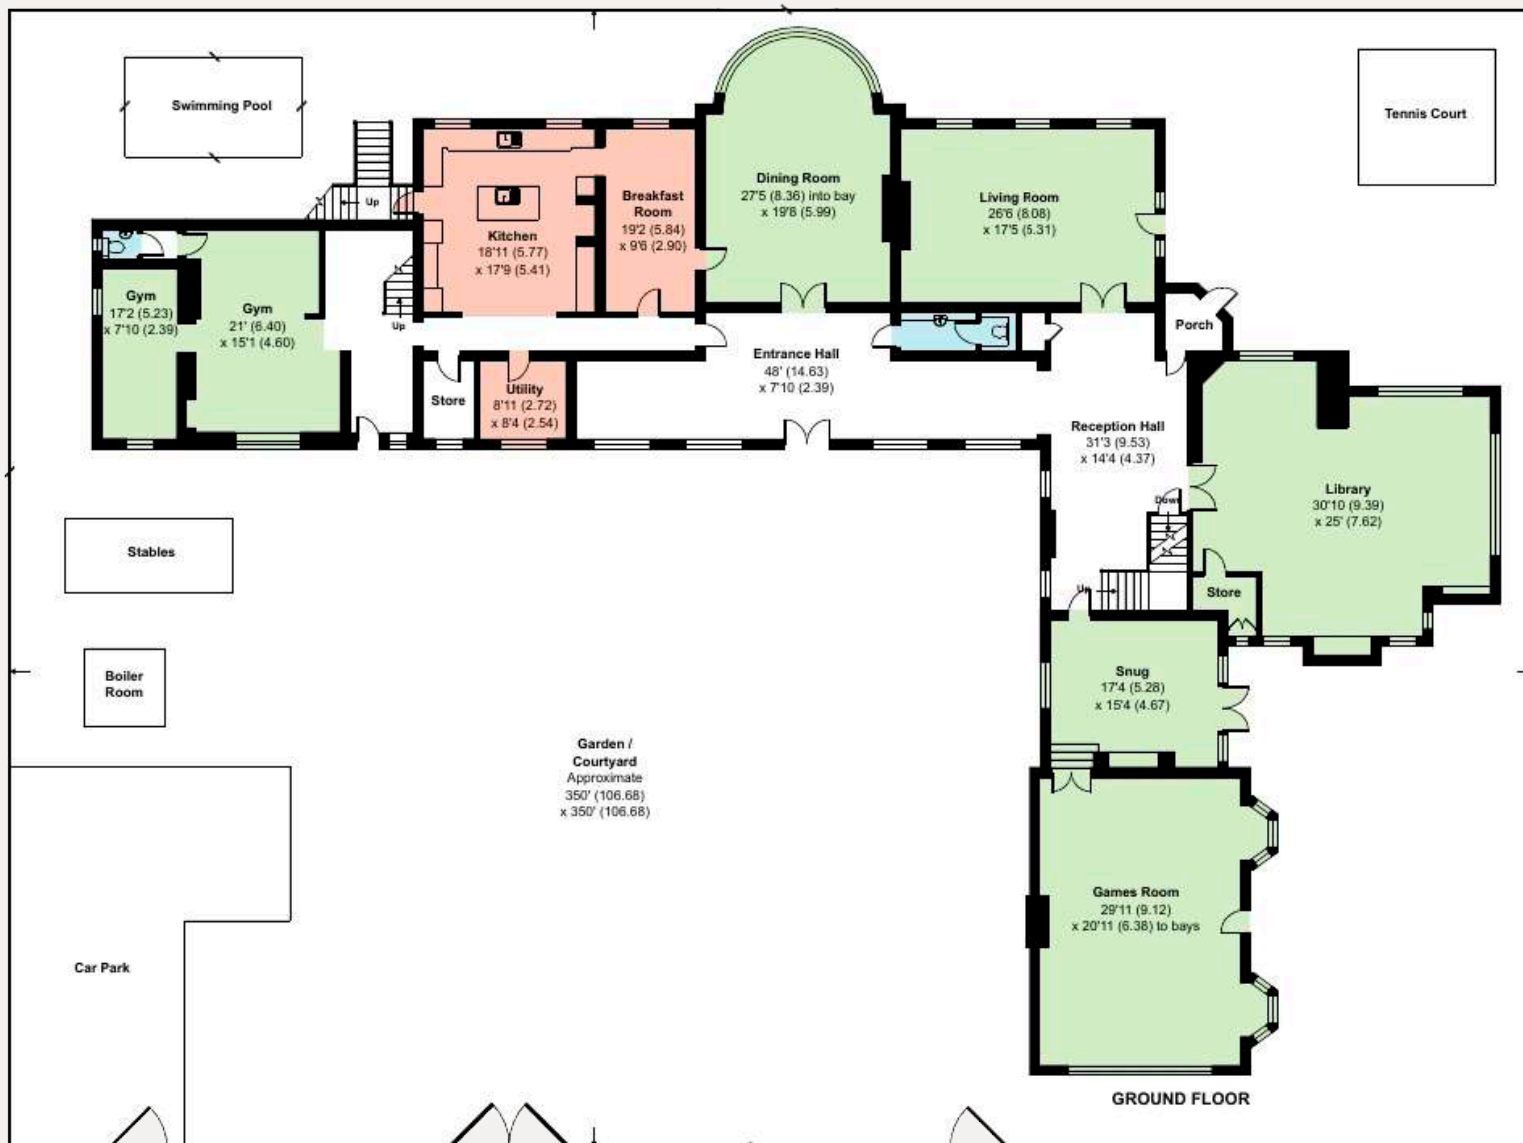 Swimming Pool
Tennis Court
Up
Kitchen
18'11 (5.77)
x 17'9 (5.41)
Breakfast
Room
19'2 (5.84)
x 9'6 (2.90)
Dining Room
27'5 (8.36) into bay
x 19'8 (5.99)
Living Room
26'6 (8.08)
x 17'5 (5.31)
Gym
17'2 (5.23)
x 7'10 (2.39)
Gym
21' (6.40)
x 15'1 (4.60)
Up
Porch
Entrance Hall
48' (14.63)
x 7'10 (2.39)
Store
Utility
8'11 (2.72)
x 8'4 (2.54)
Reception Hall
31'3 (9.53)
x 14'4 (4.37)
Down
Library
30'10 (9.39)
x 25' (7.62)
Stables
Up
Store
Boiler
Room
Snug
17'4 (5.28)
x 15'4 (4.67)
Garden /
Courtyard
Approximate
350' (106.68)
x 350' (106.68)
Games Room
29'11 (9.12)
x 20'11 (6.38) to bays
Car Park
GROUND FLOOR